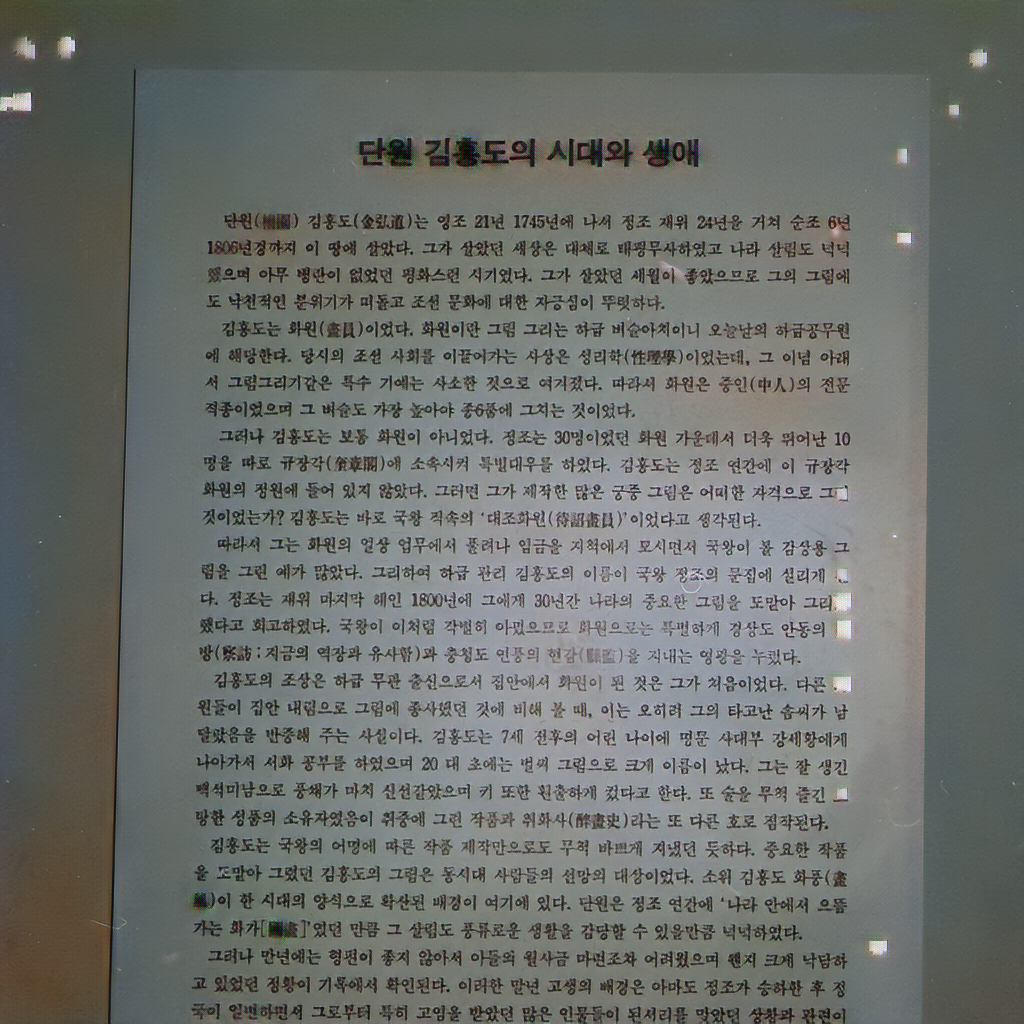 단원 김홍도의 시대와 생애
단원(檀園) 김홍도(金弘道)는 영조 21년 1745년에 나서 정조 재위 24년을 거쳐 순조 6년
1806년경까지 이 땅에 살았다. 그가 살았던 세상은 대체로 태평무사하였고 나라 살림도 넉넉
했으며 아무 병란이 없었던 평화스런 시기였다. 그가 살았던 세월이 좋았으므로 그의 그림에
도 낙천적인 분위기가 떠돌고 조선 문화에 대한 자긍심이 뚜렷하다.
김홍도는 화원(畫員)이었다. 화원이란 그림 그리는 하급 벼슬아치이니 오늘날의 하급공무원
에 해당한다. 당시의 조선 사회를 이끌어가는 사상은 성리학(性理學)이었는데, 그 이념 아래
서 그림그리기같은 특수 기예는 사소한 것으로 여겨졌다. 따라서 화원은 중인(中人)의 전문
직종이었으며 그 벼슬도 가장 높아야 종6품에 그치는 것이었다.
그러나 김홍도는 보통 화원이 아니었다. 정조는 30명이었던 화원 가운데서 더욱 뛰어난 10
명을 따로 규장각(奎章閣)에 소속시켜 특별대우를 하였다. 김홍도는 정조 연간에 이 규장각
화원의 정원에 들어 있지 않았다. 그러면 그가 제작한 많은 궁중 그림은 어떠한 자격으로
것이었는가? 김홍도는 바로 국왕 직속의 ‘대조화원(待詔畫員)’이었다고 생각된다.
따라서 그는 화원의 일상 업무에서 풀려나 임금을 지척에서 모시면서 국왕이 볼 감상용 그
림을 그린 예가 많았다. 그리하여 하급 관리 김홍도의 이름이 국왕 정조의 문집에 실리게
다. 정조는 재위 마지막 해인 1800년에 그에게 30년간 나라의 중요한 그림을 도맡아 그리
했다고 회고하였다. 국왕이 이처럼 각별히 아꼈으므로 화원으로는 특별하게 경상도 안동의
방(察訪 : 지금의 역장과 유사함)과 충청도 연풍의 현감(縣監)을 지내는 영광을 누렸다.
김홍도의 조상은 하급 무관 출신으로서 집안에서 화원이 된 것은 그가 처음이었다. 다른
원들이 집안 내림으로 그림에 종사했던 것에 비해 볼 때, 이는 오히려 그의 타고난 솜씨가 남
달랐음을 반증해 주는 사실이다. 김홍도는 7세 전후의 어린 나이에 명문 사대부 강세황에게
나아가서 서화 공부를 하였으며 20 대 초에는 벌써 그림으로 크게 이름이 났다. 그는 잘 생긴
백석미남으로 풍채가 마치 신선같았으며 키 또한 훤출하게 컸다고 한다. 또 술을 무척 즐긴
방한 성품의 소유자였음이 취중에 그린 작품과 취화사(醉畫史)라는 또 다른 호로 짐작된다.
김홍도는 국왕의 어명에 따른 작품 제작만으로도 무척 바쁘게 지냈던 듯하다. 중요한 작품
을 도맡아 그렸던 김홍도의 그림은 동시대 사람들의 선망의 대상이었다. 소위 김홍도 화풍(畫
)이 한 시대의 양식으로 확산된 배경이 여기에 있다. 단원은 정조 연간에 ‘나라 안에서 으뜸
가는 화가[國畫]’였던 만큼 그 살림도 풍류로운 생활을 감당할 수 있을만큼 넉넉하였다.
그러나 만년에는 형편이 좋지 않아서 아들의 월사금 마련조차 어려웠으며 왠지 크게 낙담하
고 있었던 정황이 기록에서 확인된다. 이러한 말년 고생의 배경은 아마도 정조가 승하한 후 정
국이 일변하면서 그로부터 특히 고임을 받았던 많은 인물들이 된서리를 맞았던 상황과 관련이